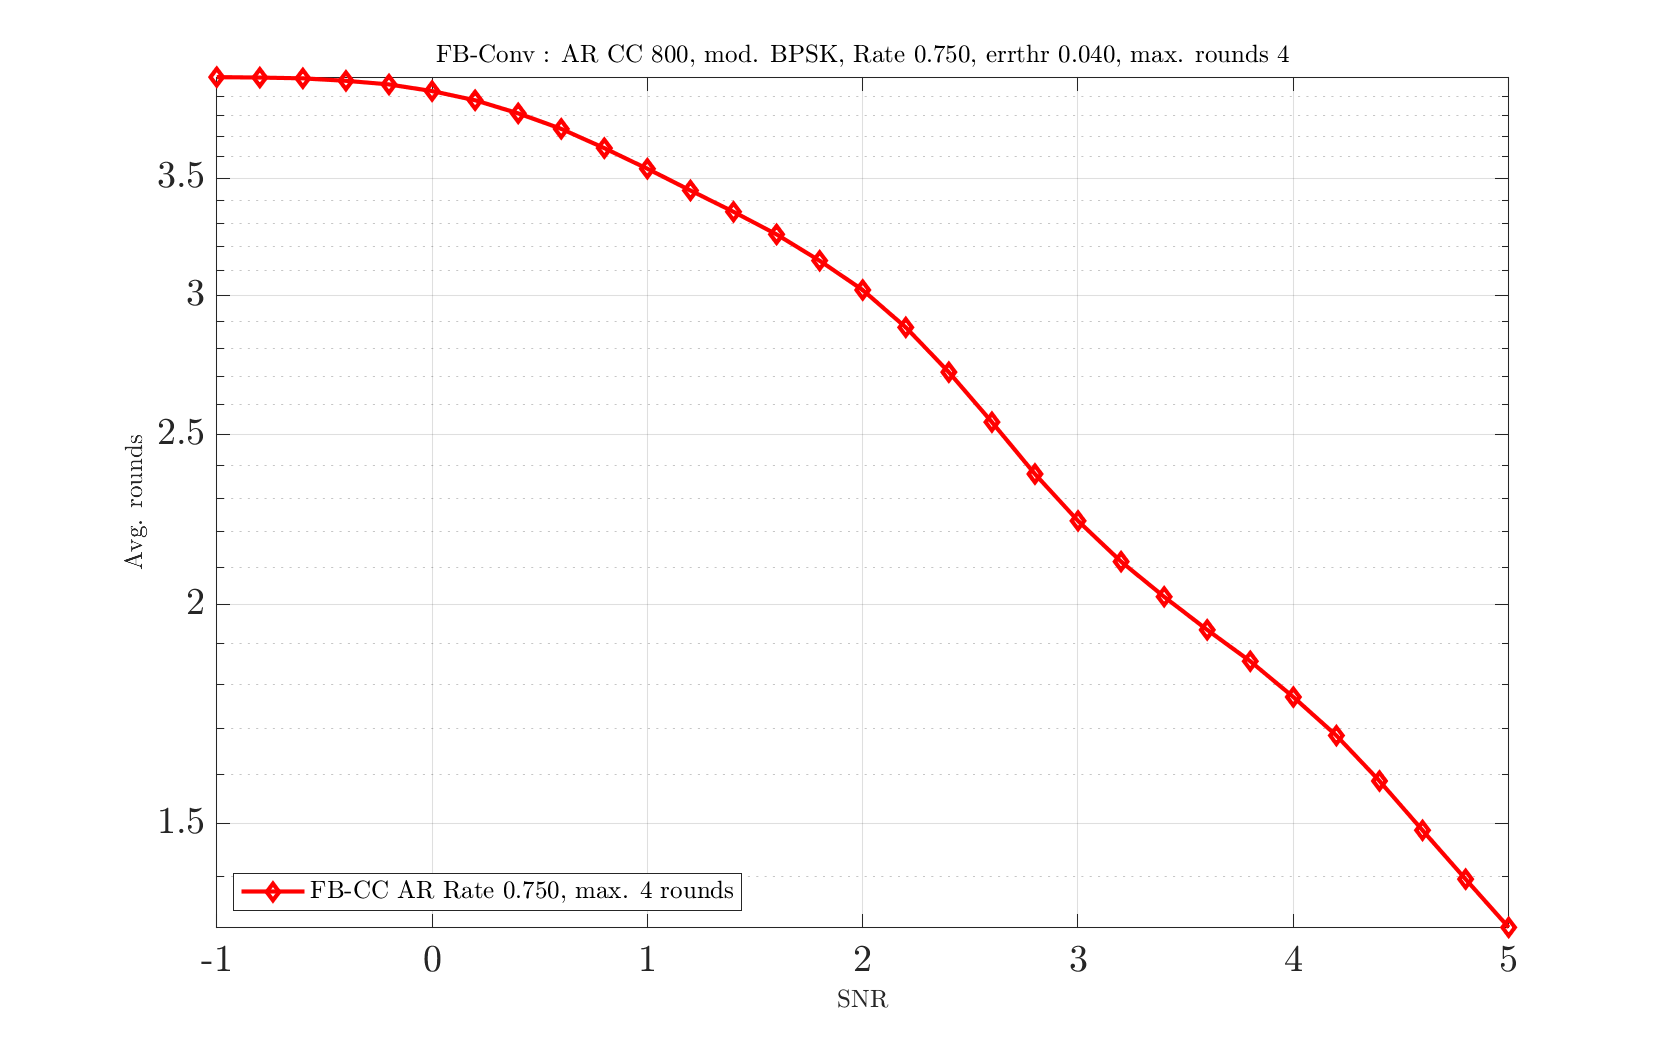 FB-Conv : AR CC 800, mod. BPSK, Rate 0.750, errthr 0.040, max. rounds 4
3.5
3
2.5
2
1.5
Avg. rounds
FB-CC AR Rate 0.750, max. 4 rounds
-1 0 1 2 3 4 5
SNR